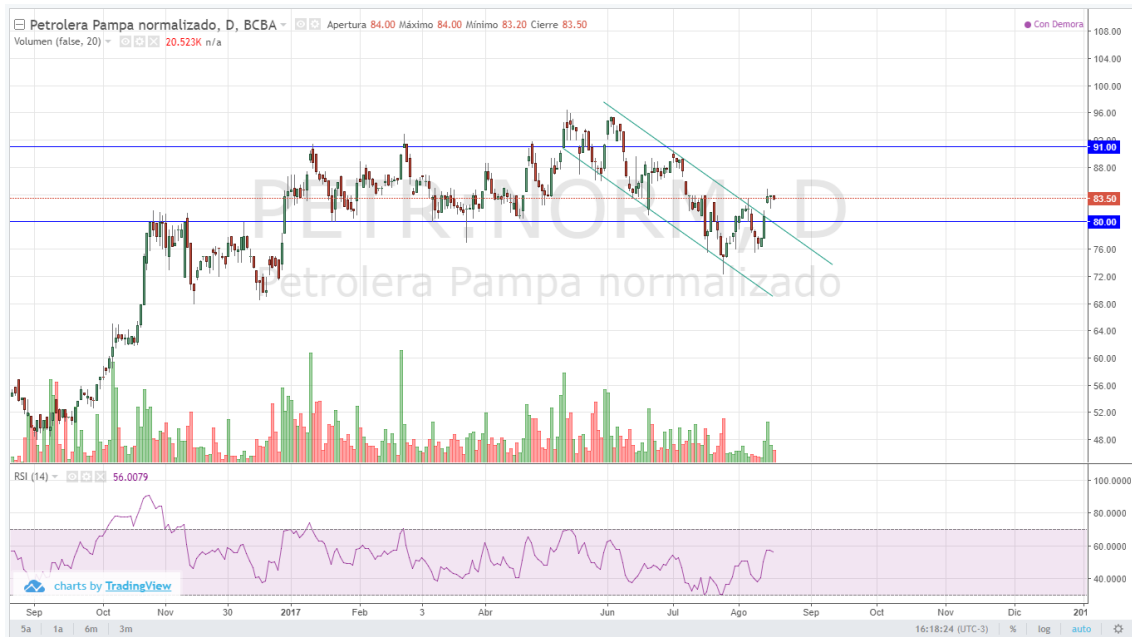 Petrolera Pampa normalizado, D, BCBA Apertura 84.00 Máximo 84.00 Mínimo 83.20 Cierre 83.50
Con Demora
Volumen (false, 20) 20.523K n/a
108.00
104.00
100.00
96.00
92.00
91.00
88.00
83.50
80.00
76.00
72.00
68.00
64.00
60.00
56.00
52.00
48.00
Petrolera Pampa normalizado
RSI (14) 56.0079
100.0000
80.0000
60.0000
40.0000
charts by TradingView
Sep Oct Nov 30 2017 Feb 3 Abr Jun Jul Ago Sep Oct Nov Dic 201
5a 1a 6m 3m 16:18:24 (UTC-3) % log auto